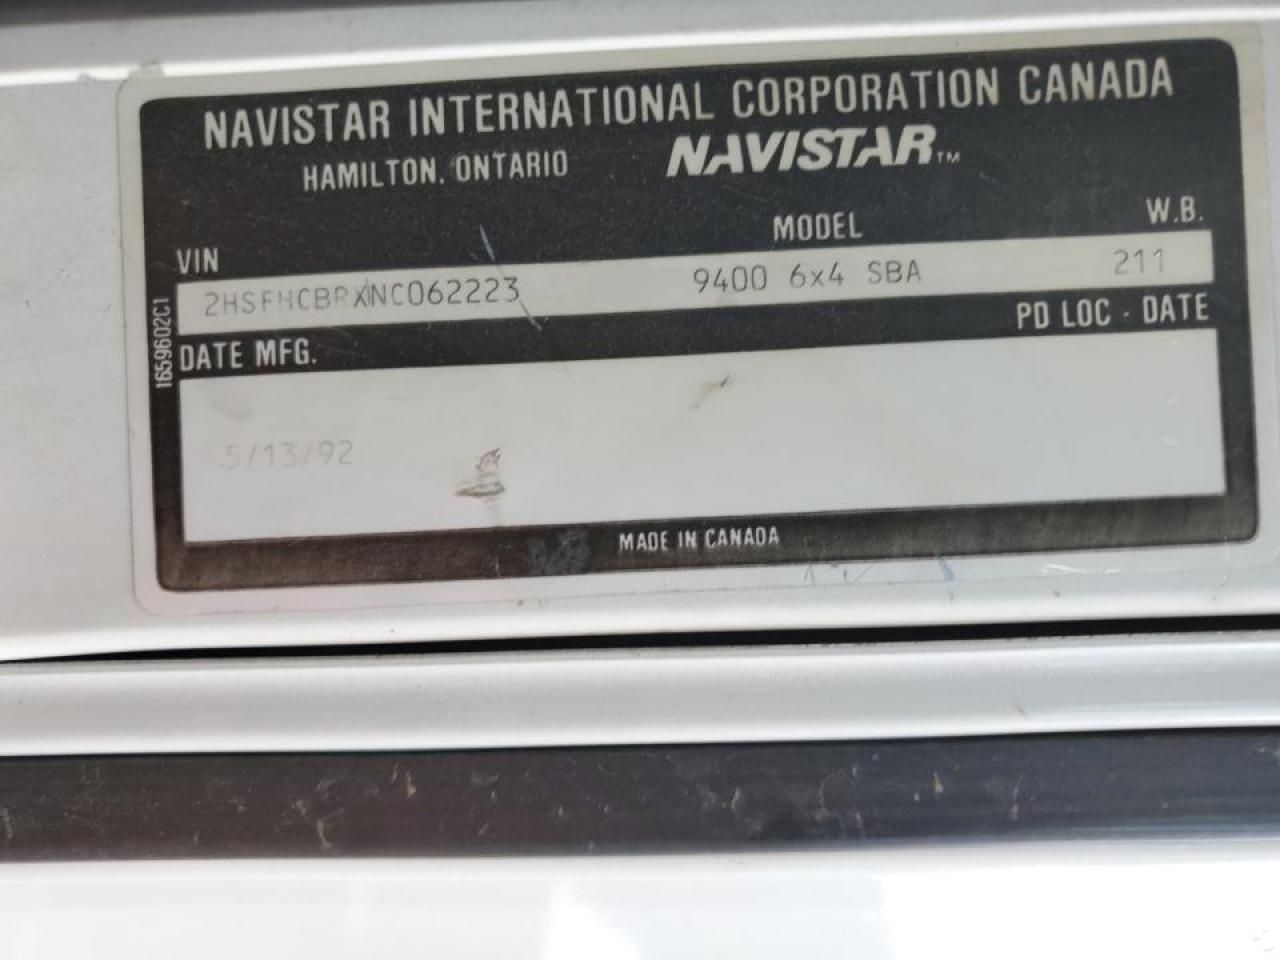 NAVISTAR INTERNATIONAL CORPORATION CANADA
HAMILTON, ONTARIO NAVISTAR™
VIN MODEL W.B.
2HSFHCBRXNC062223 9400 6x4 SBA 211
DATE MFG. PD LOC - DATE
5/13/92
MADE IN CANADA
1659602C1